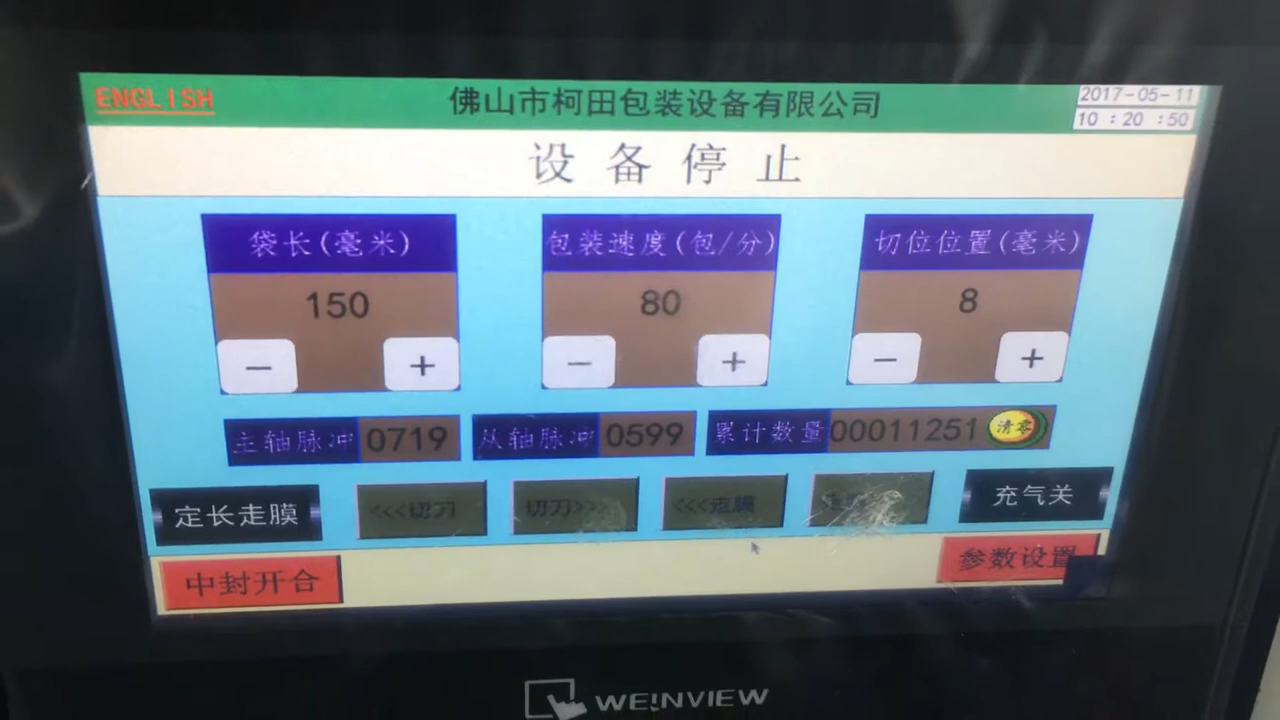 ENGLISH
佛山市柯田包装设备有限公司
2017-05-11
10 : 20 : 50
设备停止
袋长(毫米)
包装速度(包/分)
切位位置(毫米)
150
80
8
- +
- +
- +
主轴脉冲 0719
从轴脉冲 0599
累计数量 00011251 清零
定长走膜
<<<切刀
切刀>>>
<<<走膜
充气关
中封开合
参数设置
WEINVIEW